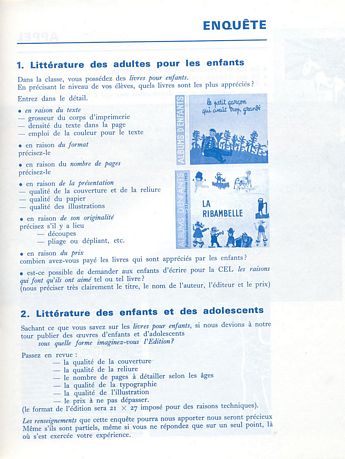 ENQUÊTE
1. Littérature des adultes pour les enfants
Dans la classe, vous possédez des livres pour enfants.
En précisant le niveau de vos élèves, quels livres sont les plus appréciés ?
Entrez dans le détail.
• en raison du texte
— grosseur du corps d'imprimerie
— densité du texte dans la page
— emploi de la couleur pour le texte
• en raison du format
précisez-le
• en raison du nombre de pages
précisez-le
• en raison de la présentation
— qualité de la couverture et de la reliure
— qualité du papier
— qualité des illustrations
• en raison de son originalité
précisez s'il y a lieu
— découpes
— pliage ou dépliant, etc.
• en raison du prix
combien avez-vous payé les livres qui sont appréciés par les enfants ?
• est-ce possible de demander aux enfants d'écrire pour la CEL les raisons
qui font qu'ils ont aimé tel ou tel livre ?
(nous préciser très clairement le titre, le nom de l'auteur, l'éditeur et le prix)
ALBUMS D'ENFANTS
le petit garçon
qui avait trop grandi
ALBUMS D'ENFANTS
LA
RIBAMBELLE
2. Littérature des enfants et des adolescents
Sachant ce que vous savez sur les livres pour enfants, si nous devions à notre
tour publier des œuvres d'enfants et d'adolescents
sous quelle forme imaginez-vous l'Edition ?
Passez en revue :
— la qualité de la couverture
— la qualité de la reliure
— le nombre de pages à détailler selon les âges
— la qualité de la typographie
— la qualité de l'illustration
— le prix à ne pas dépasser.
(le format de l'édition sera 21 × 27 imposé pour des raisons techniques).
Les renseignements que cette enquête pourra nous apporter nous seront précieux
Même s'ils sont partiels, même si vous ne répondez que sur un seul point, là
où s'est exercée votre expérience.